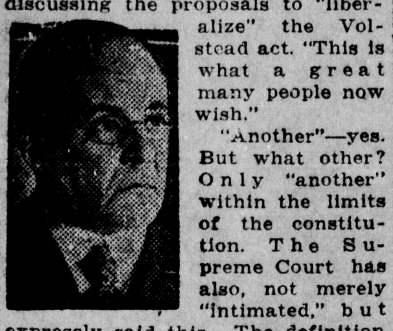 discussing the proposals to "liber-
alize" the Vol-
stead act. "This is
what a great
many people now
wish."
"Another"—yes.
But what other?
Only "another"
within the limits
of the constitu-
tion. The Su-
preme Court has
also, not merely
"intimated," but
expressly said this. The definition